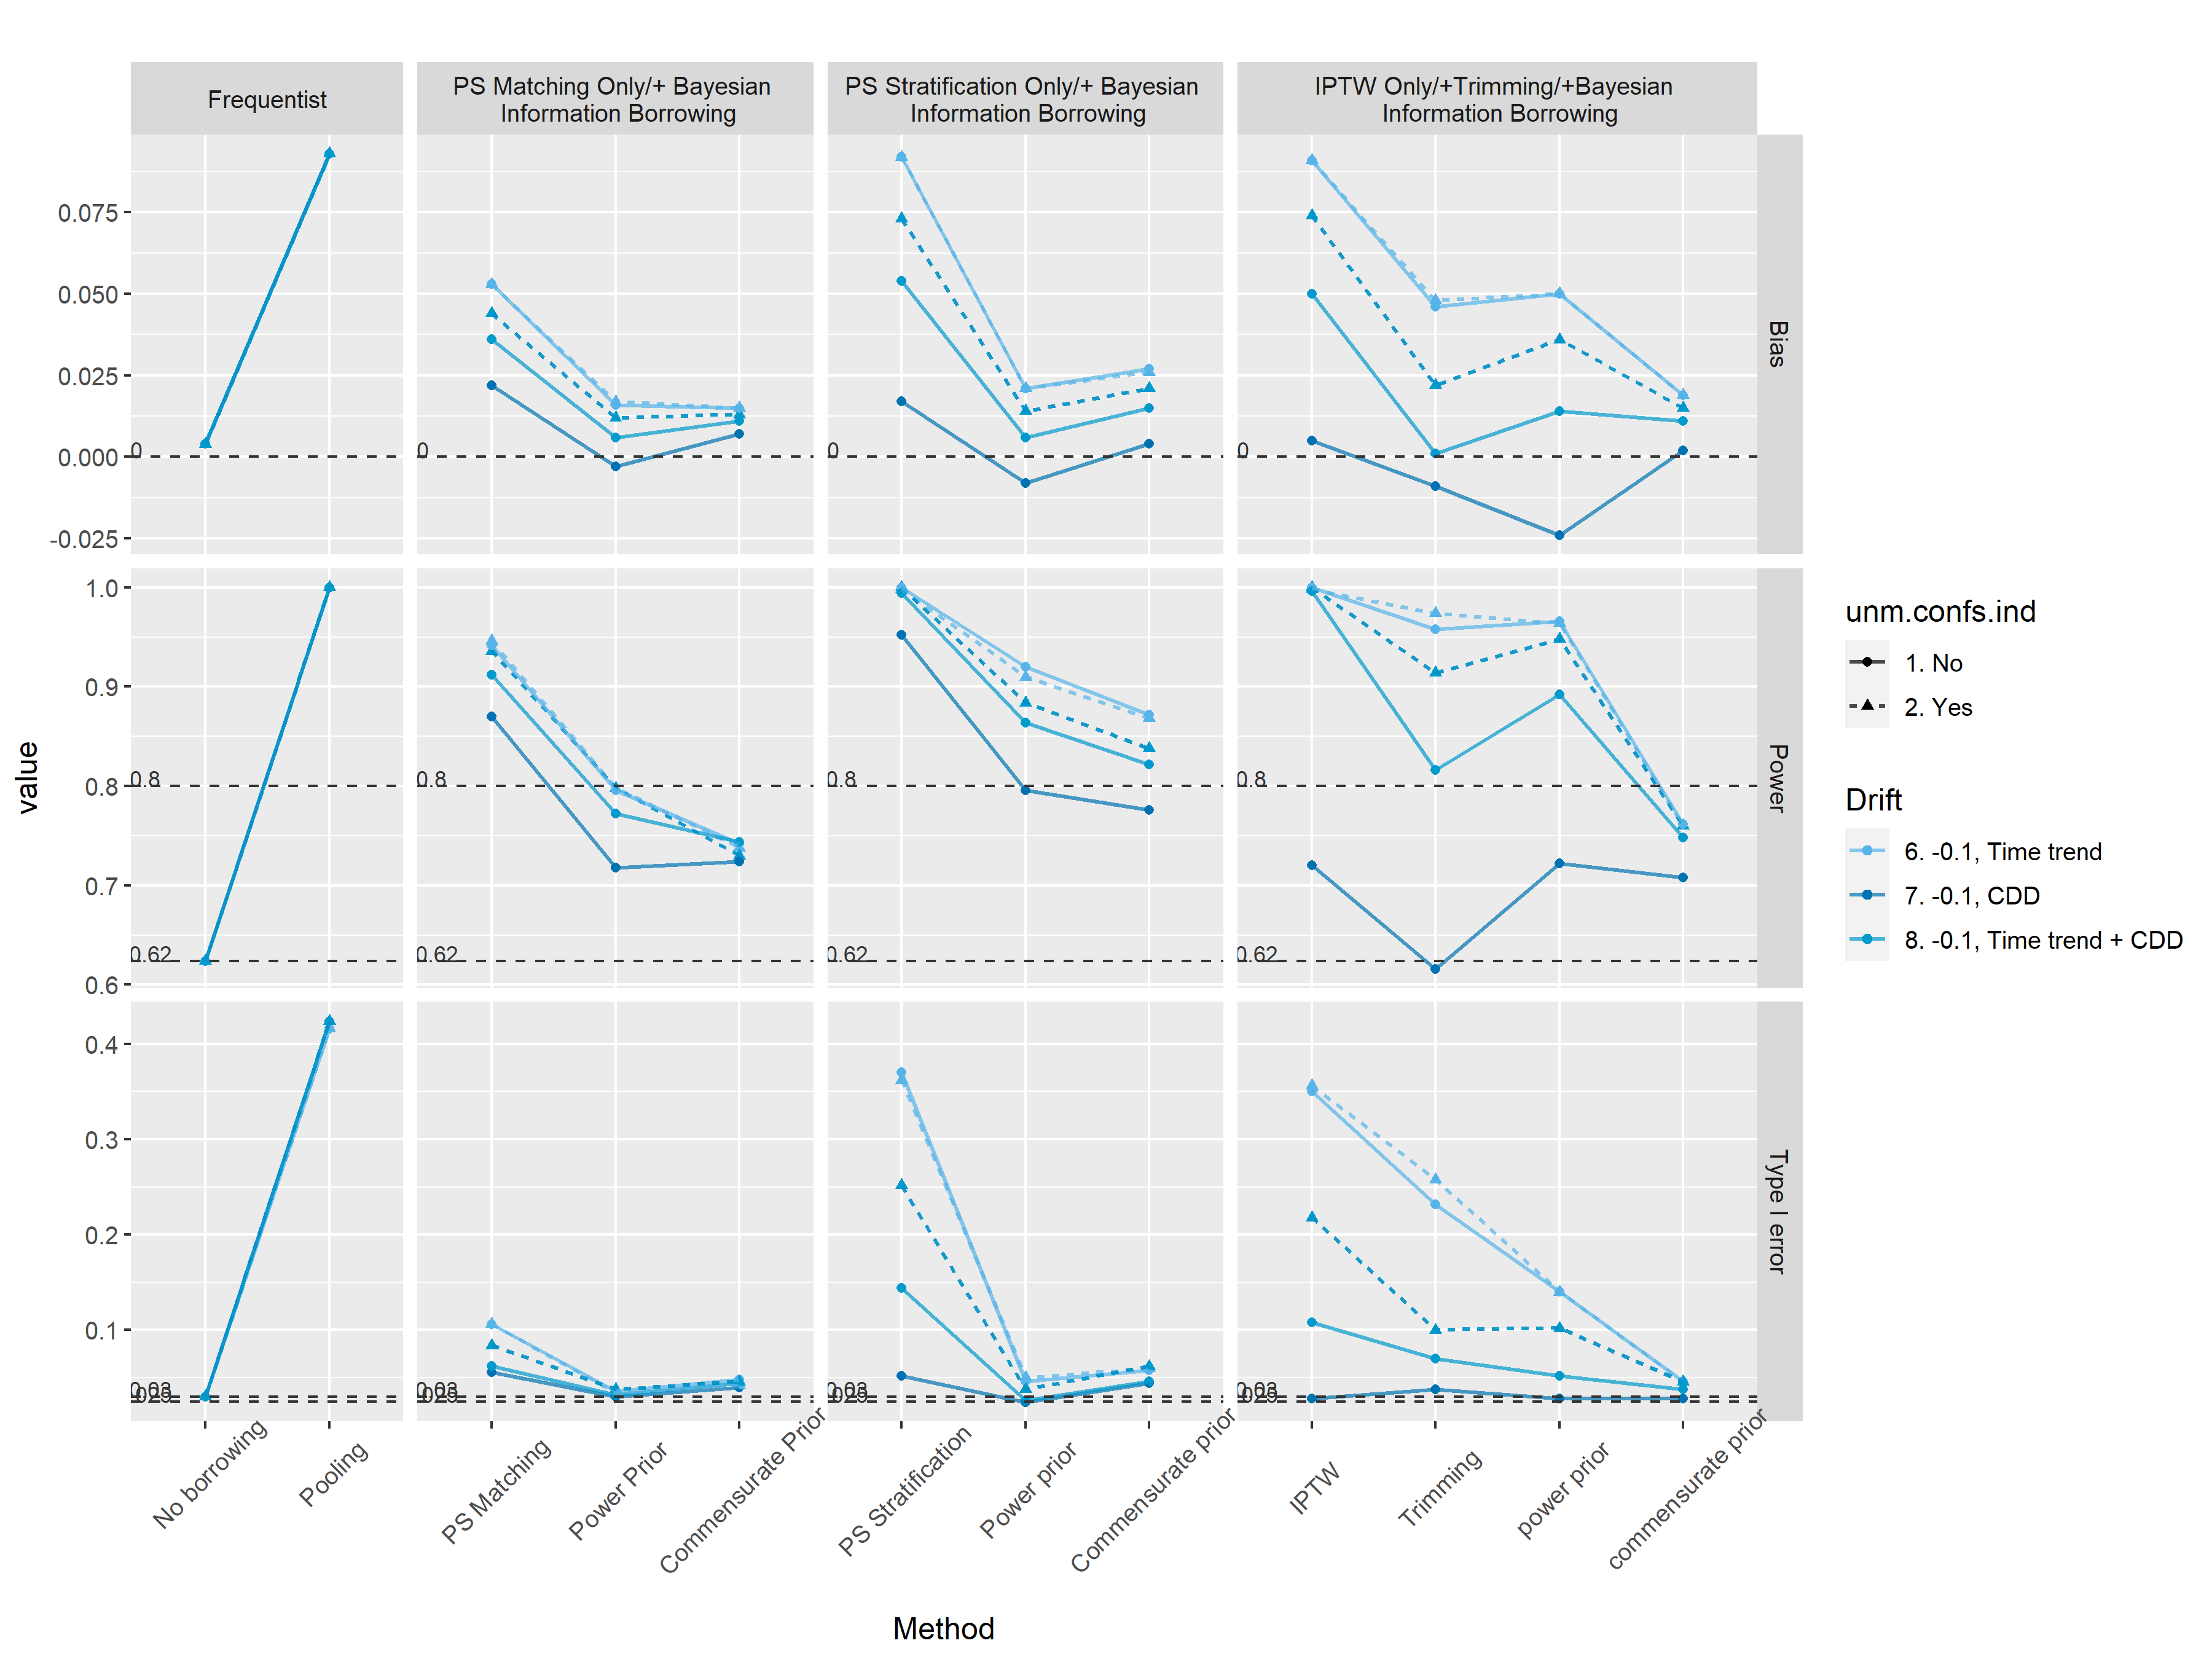 Frequentist
PS Matching Only/+ Bayesian
Information Borrowing
PS Stratification Only/+ Bayesian
Information Borrowing
IPTW Only/+Trimming/+Bayesian
Information Borrowing
0.075
0.050
0.025
0.000
-0.025
0
0
0
0
Bias
1.0
0.9
0.8
0.7
0.6
0.8
0.8
0.8
0.8
0.62
0.62
0.62
0.62
Power
0.4
0.3
0.2
0.1
Type I error
value
No borrowing
Pooling
PS Matching
Power Prior
Commensurate Prior
PS Stratification
Power prior
Commensurate prior
IPTW
Trimming
power prior
commensurate prior
Method
unm.confs.ind
1. No
2. Yes
Drift
6. -0.1, Time trend
7. -0.1, CDD
8. -0.1, Time trend + CDD